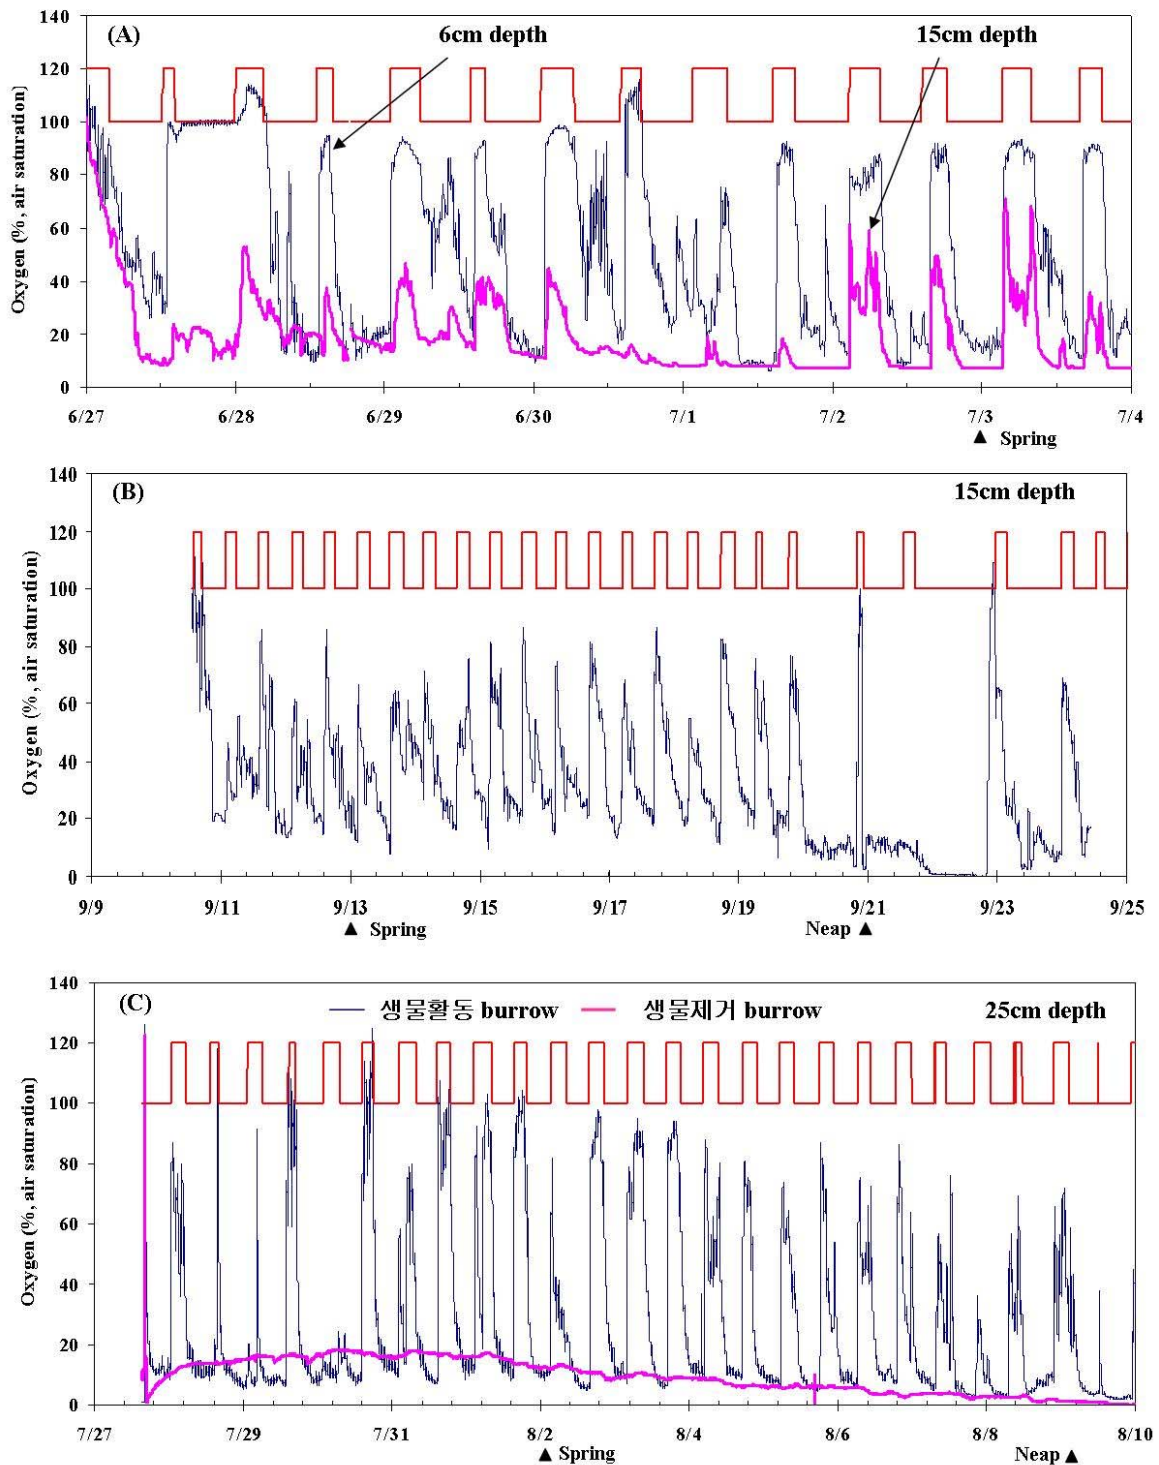 140
(A)
6cm depth
15cm depth
120
100
80
60
40
20
0
Oxygen (%, air saturation)
6/27 6/28 6/29 6/30 7/1 7/2 7/3 7/4
▲ Spring
140
(B)
15cm depth
120
100
80
60
40
20
0
Oxygen (%, air saturation)
9/9 9/11 9/13 9/15 9/17 9/19 9/21 9/23 9/25
▲ Spring
Neap ▲
140
(C)
생물활동 burrow 생물제거 burrow
25cm depth
120
100
80
60
40
20
0
Oxygen (%, air saturation)
7/27 7/29 7/31 8/2 8/4 8/6 8/8 8/10
▲ Spring
Neap ▲